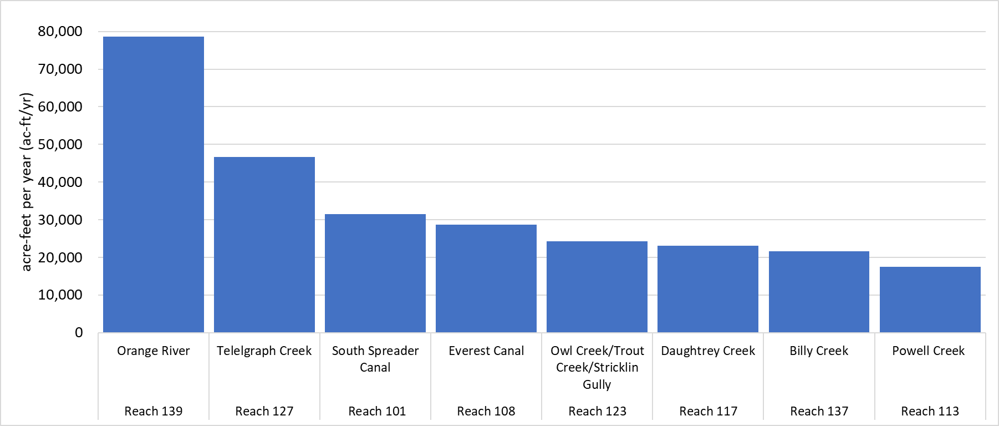 acre-feet per year (ac-ft/yr)
80,000
70,000
60,000
50,000
40,000
30,000
20,000
10,000
0
Orange River
Telelgraph Creek
South Spreader
Canal
Everest Canal
Owl Creek/Trout
Creek/Stricklin
Gully
Daughtrey Creek
Billy Creek
Powell Creek
Reach 139
Reach 127
Reach 101
Reach 108
Reach 123
Reach 117
Reach 137
Reach 113